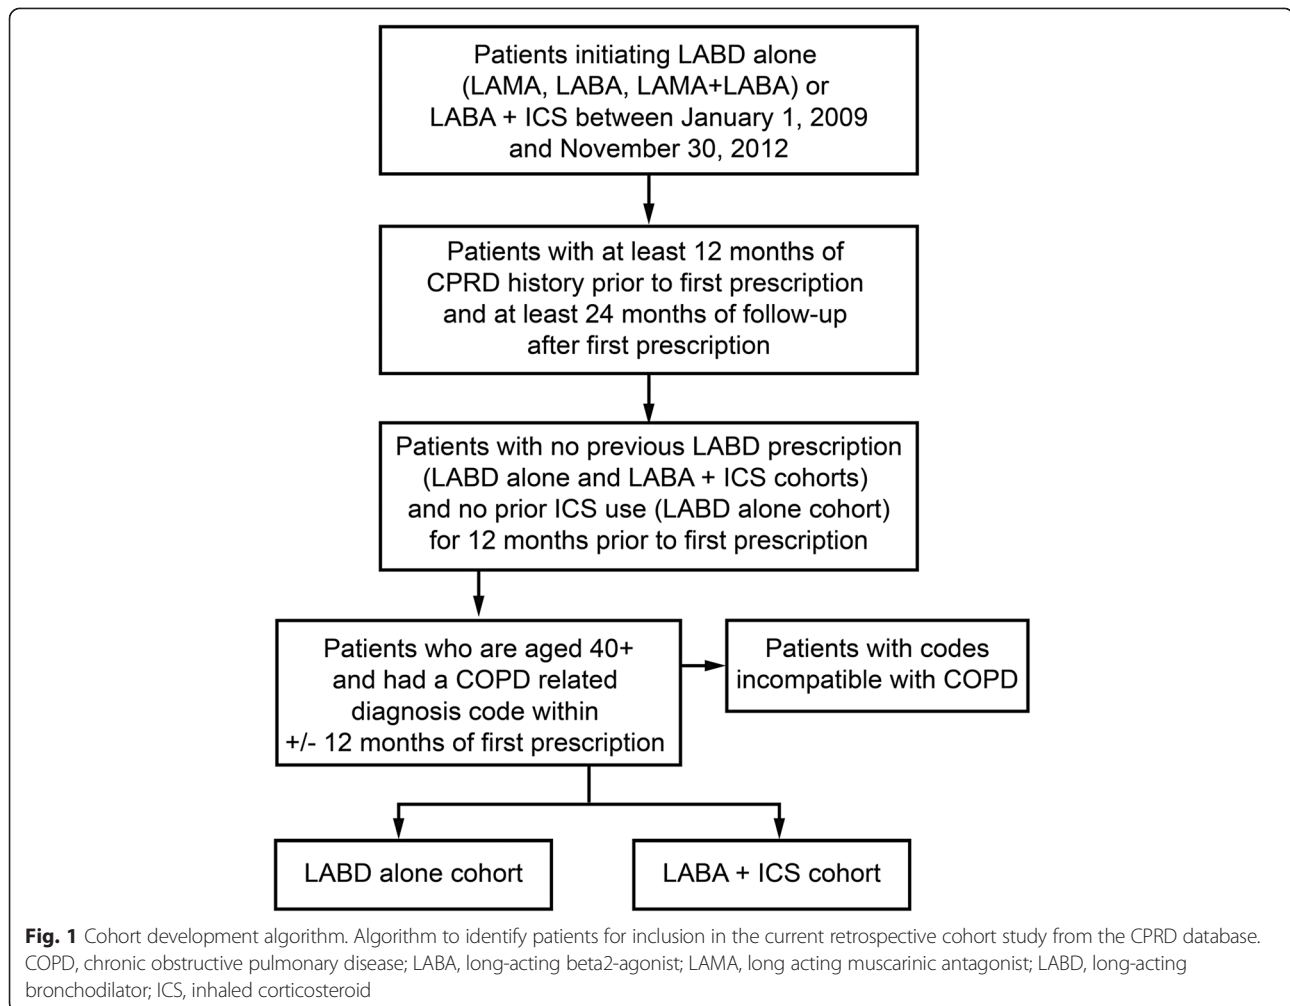 Patients initiating LABD alone
(LAMA, LABA, LAMA+LABA) or
LABA + ICS between January 1, 2009
and November 30, 2012
Patients with at least 12 months of
CPRD history prior to first prescription
and at least 24 months of follow-up
after first prescription
Patients with no previous LABD prescription
(LABD alone and LABA + ICS cohorts)
and no prior ICS use (LABD alone cohort)
for 12 months prior to first prescription
Patients who are aged 40+
and had a COPD related
diagnosis code within
+/- 12 months of first prescription
Patients with codes
incompatible with COPD
LABD alone cohort
LABA + ICS cohort
Fig. 1 Cohort development algorithm. Algorithm to identify patients for inclusion in the current retrospective cohort study from the CPRD database.
COPD, chronic obstructive pulmonary disease; LABA, long-acting beta2-agonist; LAMA, long acting muscarinic antagonist; LABD, long-acting
bronchodilator; ICS, inhaled corticosteroid